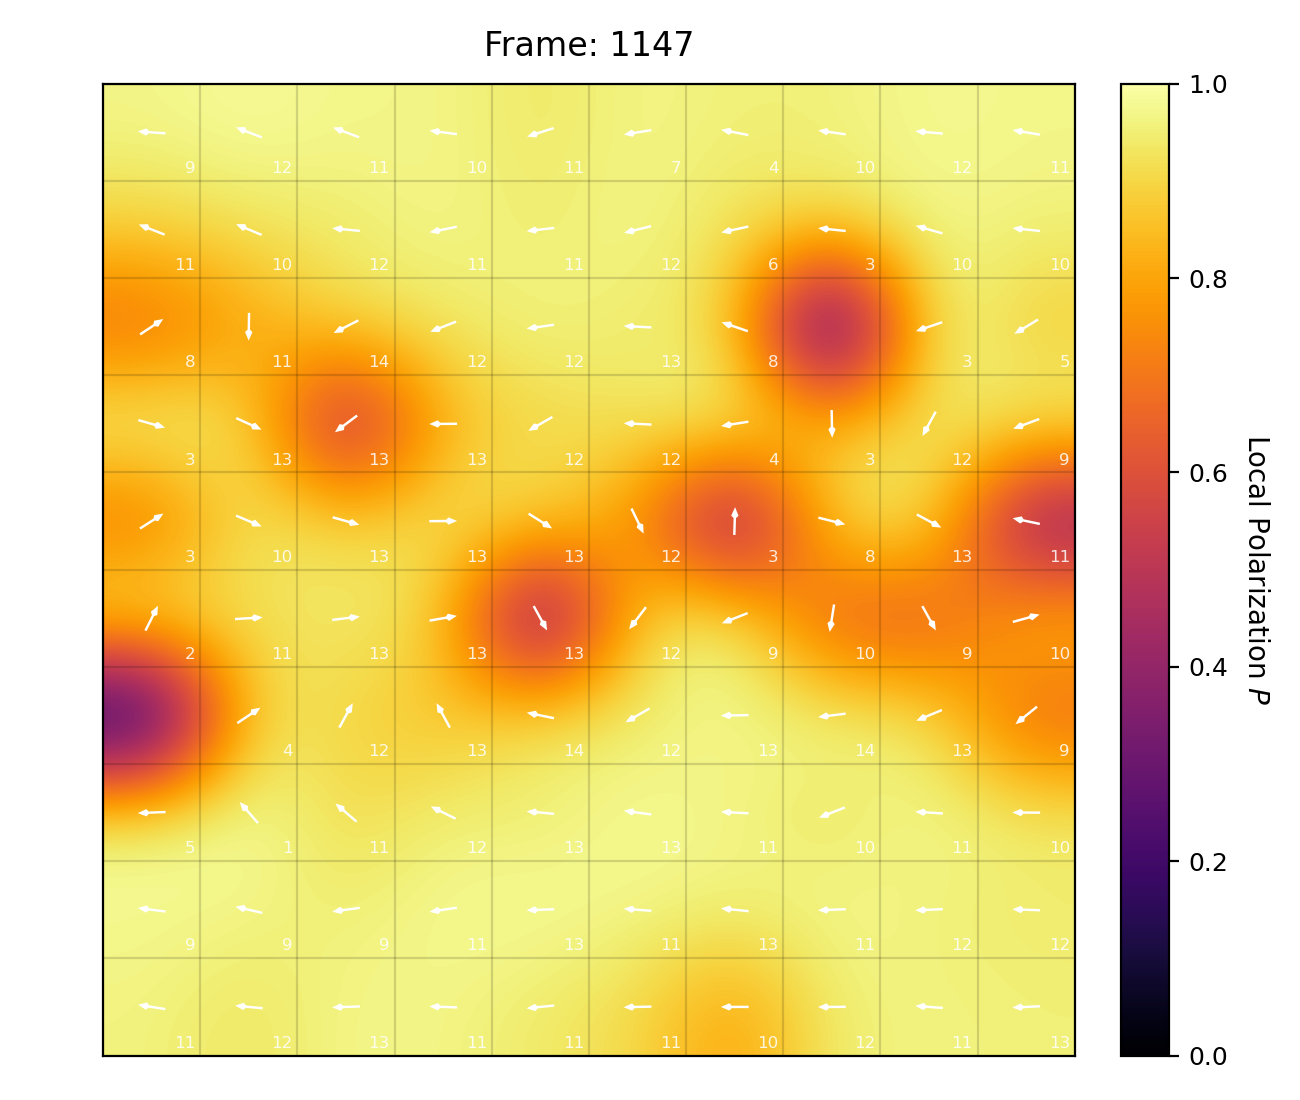 Frame: 1147
9 12 11 10 11 7 4 10 12 11
11 10 12 11 11 12 6 3 10 10
8 11 14 12 12 13 8 3 5
3 13 13 13 12 12 4 3 12 9
3 10 13 13 13 12 3 8 13 11
2 11 13 13 13 12 9 10 9 10
4 12 13 14 12 13 14 13 9
5 1 11 12 13 13 11 10 11 10
9 9 9 11 13 11 13 11 12 12
11 12 13 11 11 11 10 12 11 13
1.0
0.8
0.6
0.4
0.2
0.0
Local Polarization P